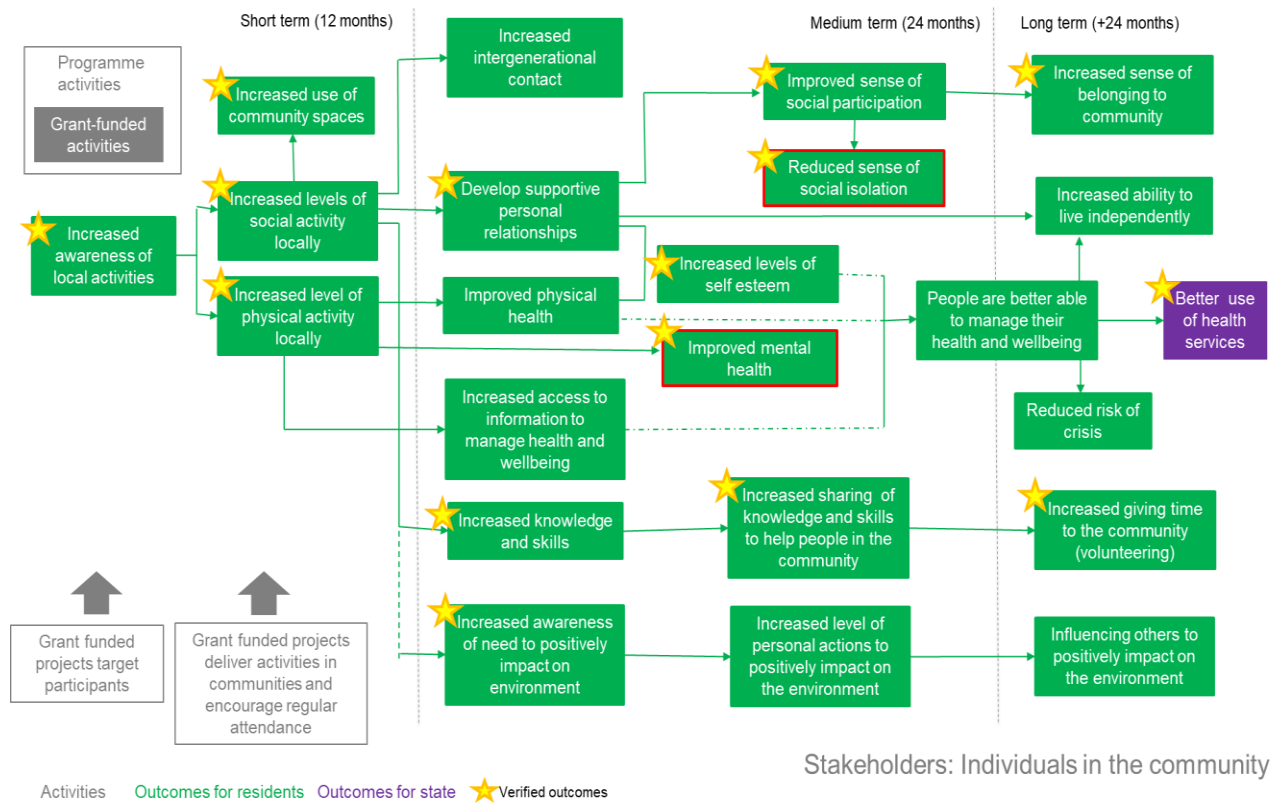 Short term (12 months)
Medium term (24 months)
Long term (+24 months)
Programme
activities
Grant-funded
activities
Increased
awareness of
local activities
Increased use of
community spaces
Increased levels of
social activity
locally
Increased level of
physical activity
locally
Increased
intergenerational
contact
Develop supportive
personal
relationships
Improved physical
health
Increased access to
information to
manage health and
wellbeing
Increased knowledge
and skills
Increased awareness
of need to positively
impact on
environment
Improved sense of
social participation
Reduced sense of
social isolation
Increased levels of
self esteem
Improved mental
health
Increased sharing of
knowledge and skills
to help people in the
community
Increased level of
personal actions to
positively impact on
the environment
Increased sense of
belonging to
community
Increased ability to
live independently
People are better able
to manage their
health and wellbeing
Better use
of health
services
Reduced risk of
crisis
Increased giving time
to the community
(volunteering)
Influencing others to
positively impact on
the environment
Grant funded
projects target
participants
Grant funded projects
deliver activities in
communities and
encourage regular
attendance
Stakeholders: Individuals in the community
Activities
Outcomes for residents
Outcomes for state
Verified outcomes